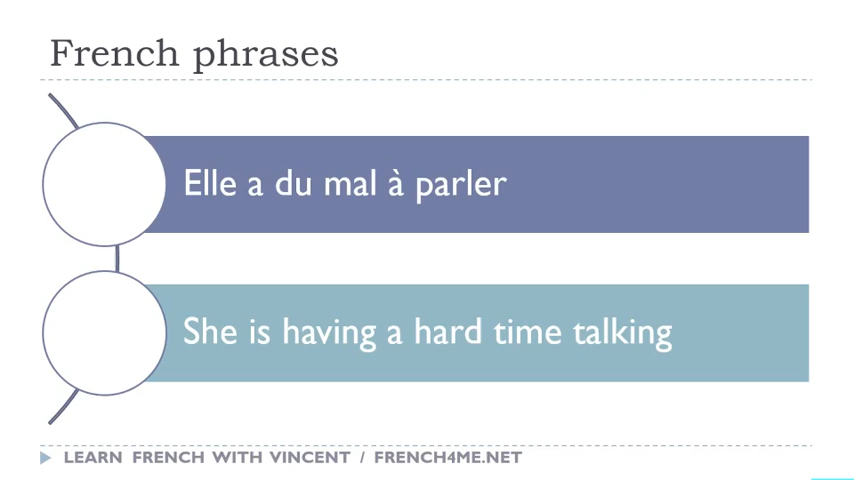 French phrases
Elle a du mal à parler
She is having a hard time talking
LEARN FRENCH WITH VINCENT / FRENCH4ME.NET